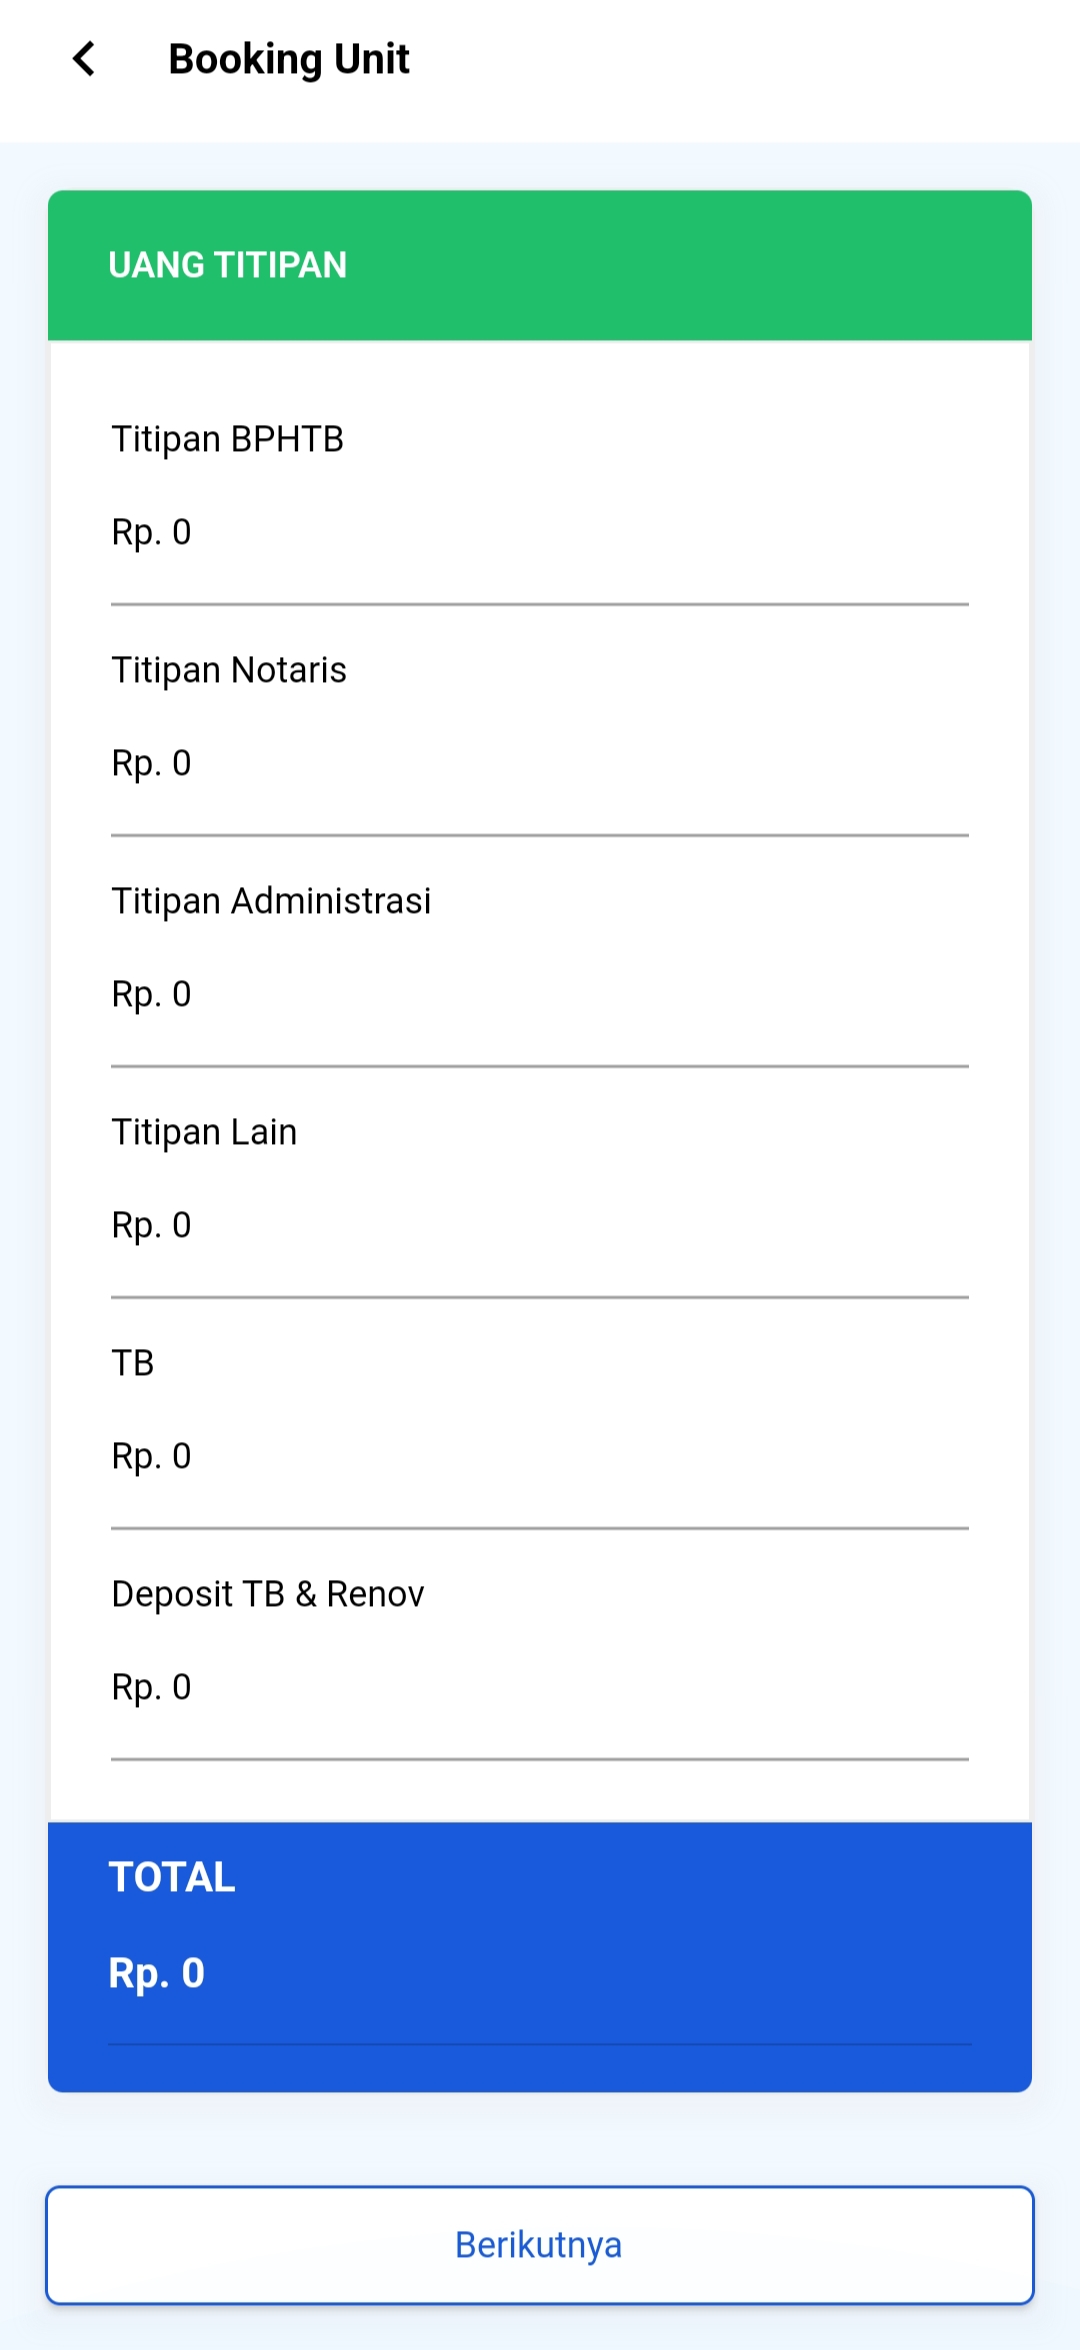 Booking Unit
UANG TITIPAN
Titipan BPHTB
Rp. 0
Titipan Notaris
Rp. 0
Titipan Administrasi
Rp. 0
Titipan Lain
Rp. 0
TB
Rp. 0
Deposit TB & Renov
Rp. 0
TOTAL
Rp. 0
Berikutnya